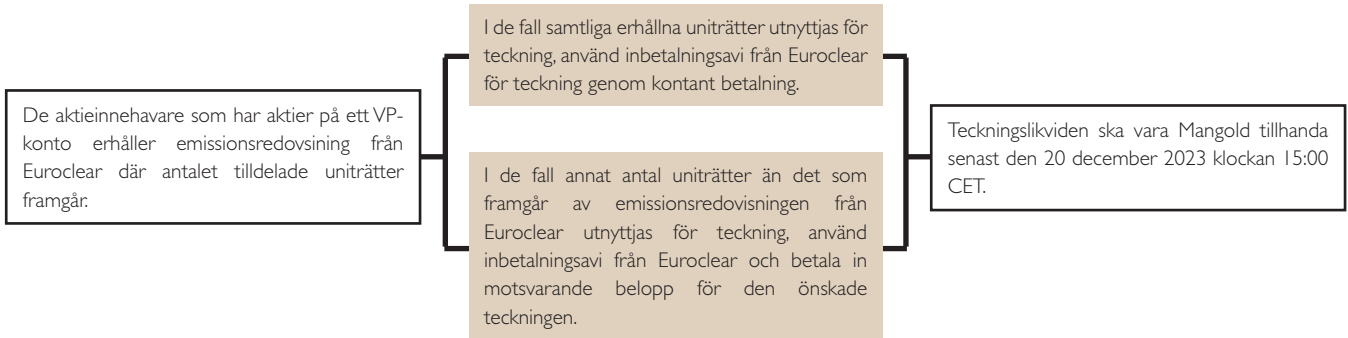 De aktieinnehavare som har aktier på ett VP-
konto erhåller emissionsredovsining från
Euroclear där antalet tilldelade uniträtter
framgår.
I de fall samtliga erhållna uniträtter utnyttjas för
teckning, använd inbetalningsavi från Euroclear
för teckning genom kontant betalning.
I de fall annat antal uniträtter än det som
framgår av emissionsredovisningen från
Euroclear utnyttjas för teckning, använd
inbetalningsavi från Euroclear och betala in
motsvarande belopp för den önskade
teckningen.
Teckningslikviden ska vara Mangold tillhanda
senast den 20 december 2023 klockan 15:00
CET.